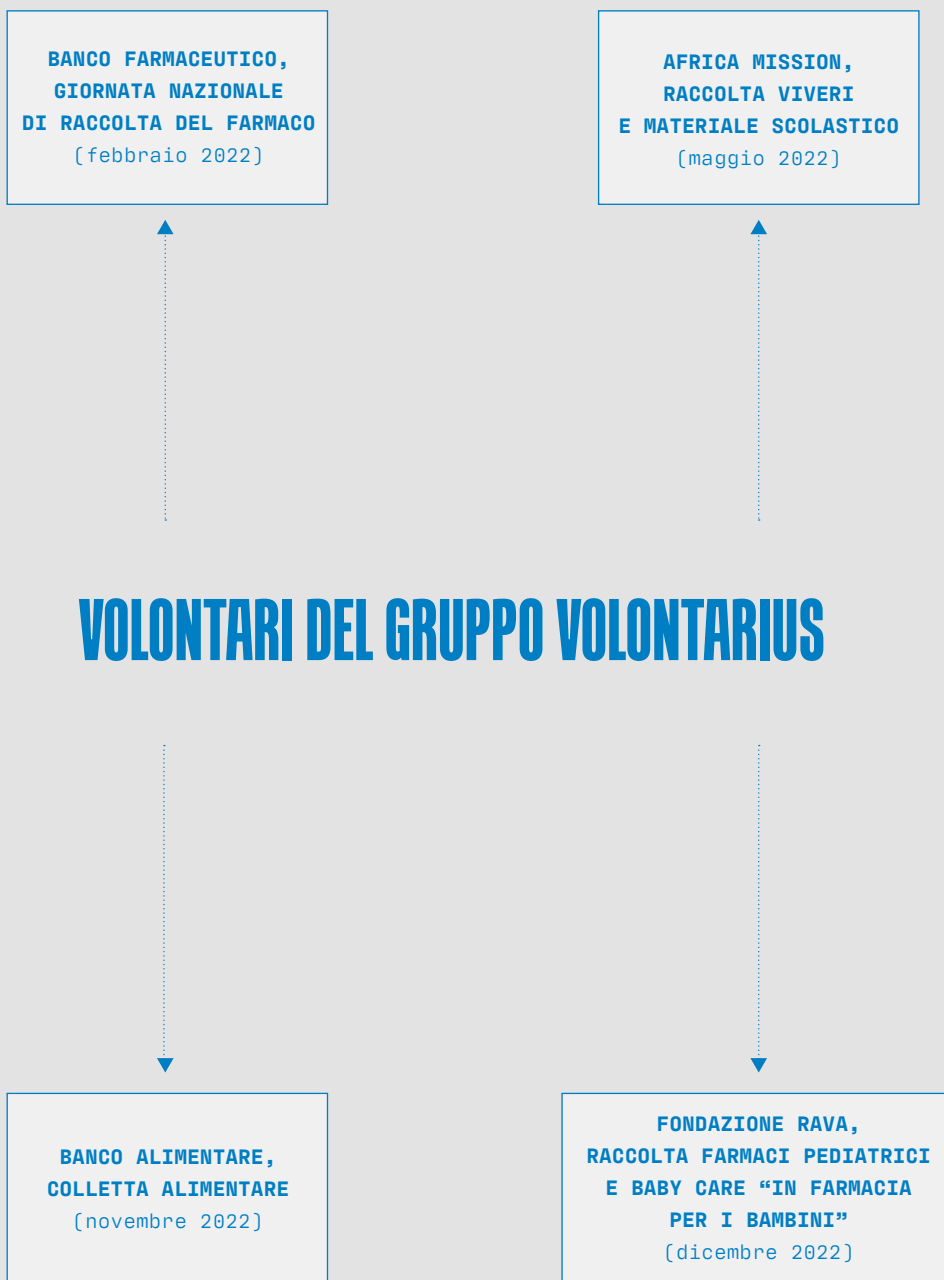 BANCO FARMACEUTICO,
GIORNATA NAZIONALE
DI RACCOLTA DEL FARMACO
(febbraio 2022)
AFRICA MISSION,
RACCOLTA VIVERI
E MATERIALE SCOLASTICO
(maggio 2022)
VOLONTARI DEL GRUPPO VOLONTARIUS
BANCO ALIMENTARE,
COLLETTA ALIMENTARE
(novembre 2022)
FONDAZIONE RAVA,
RACCOLTA FARMACI PEDIATRICI
E BABY CARE “IN FARMACIA
PER I BAMBINI”
(dicembre 2022)